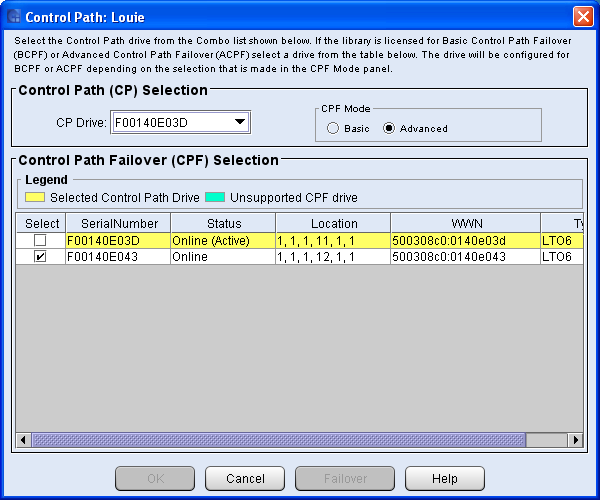 Control Path: Louie
Select the Control Path drive from the Combo list shown below. If the library is licensed for Basic Control Path Failover
(BCPF) or Advanced Control Path Failover (ACPF) select a drive from the table below. The drive will be configured for
BCPF or ACPF depending on the selection that is made in the CPF Mode panel.
Control Path (CP) Selection
CP Drive: F00140E03D
CPF Mode
Basic Advanced
Control Path Failover (CPF) Selection
Legend
Selected Control Path Drive Unsupported CPF drive
Select SerialNumber Status Location WWN Ty
F00140E03D Online (Active) 1, 1, 1, 11, 1, 1 500308c0:0140e03d LTO6
F00140E043 Online 1, 1, 1, 12, 1, 1 500308c0:0140e043 LTO6
OK Cancel Failover Help